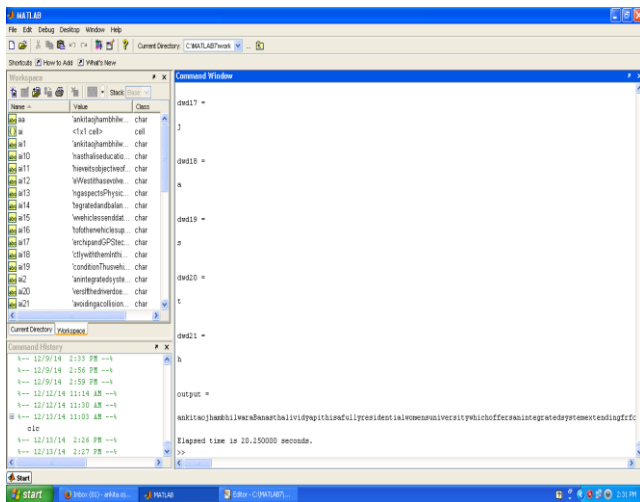 MATLAB
File Edit Debug Desktop Window Help
Current Directory: C:\MATLAB7\work
Shortcuts How to Add What's New
Workspace
Stack: Base
Name Value Class
aa 'ankitaojhambhilw... char
ai <1x1 cell> cell
ai1 'ankitaojhambhilw... char
ai10 'nasthaliseducatio... char
ai11 'hieveitsobjectiveof... char
ai12 'eWestithasevolve... char
ai13 'ngaspectsPhysic... char
ai14 'tegratedandbalan... char
ai15 'wvehiclessenddat... char
ai16 'tofothenvehiclesup... char
ai17 'erchipandGPStec... char
ai18 'ctlywiththemInthi... char
ai19 'conditionThusvehi... char
ai2 'anintegratedsyste... char
ai20 'versIfthedriverdoe... char
ai21 'avoidingacollision... char
Current Directory Workspace
Command History
%-- 12/9/14 2:33 PM --%
%-- 12/9/14 2:56 PM --%
%-- 12/9/14 2:59 PM --%
%-- 12/12/14 11:14 AM --%
%-- 12/12/14 11:30 AM --%
%-- 12/13/14 11:03 AM --%
clc
%-- 12/13/14 2:26 PM --%
%-- 12/13/14 2:27 PM --%
Command Window
dwd17 =
j
dwd18 =
a
dwd19 =
s
dwd20 =
t
dwd21 =
h
output =
ankitaojhambhilwaraBanasthalividyapithisafullyresidentialwomensuniversitywhichoffersanintegratedsystemextendingfrfo
Elapsed time is 20.250000 seconds.
>>
Start
start Inbox (51) - ankita.oj... MATLAB Editor - C:\MATLAB7\... 2:31 PM